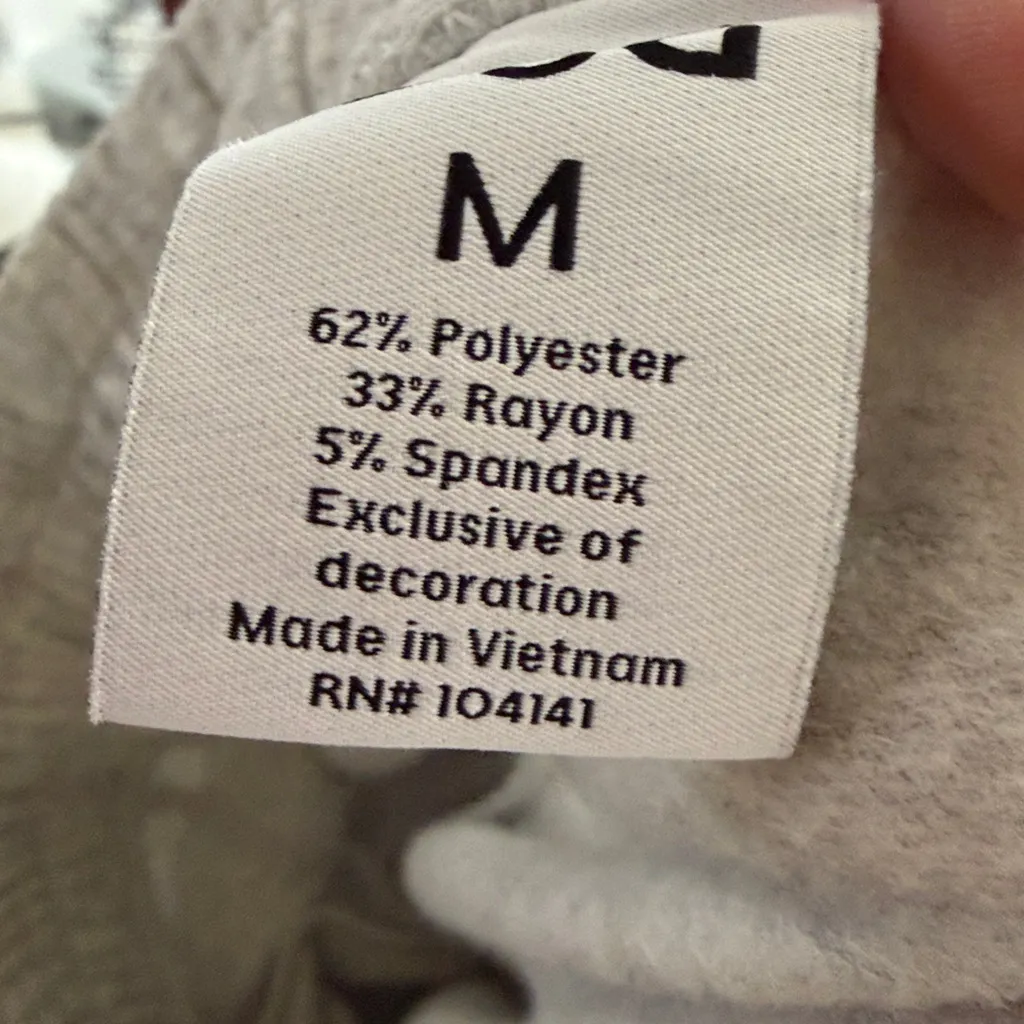 M
62% Polyester
33% Rayon
5% Spandex
Exclusive of
decoration
Made in Vietnam
RN# 104141